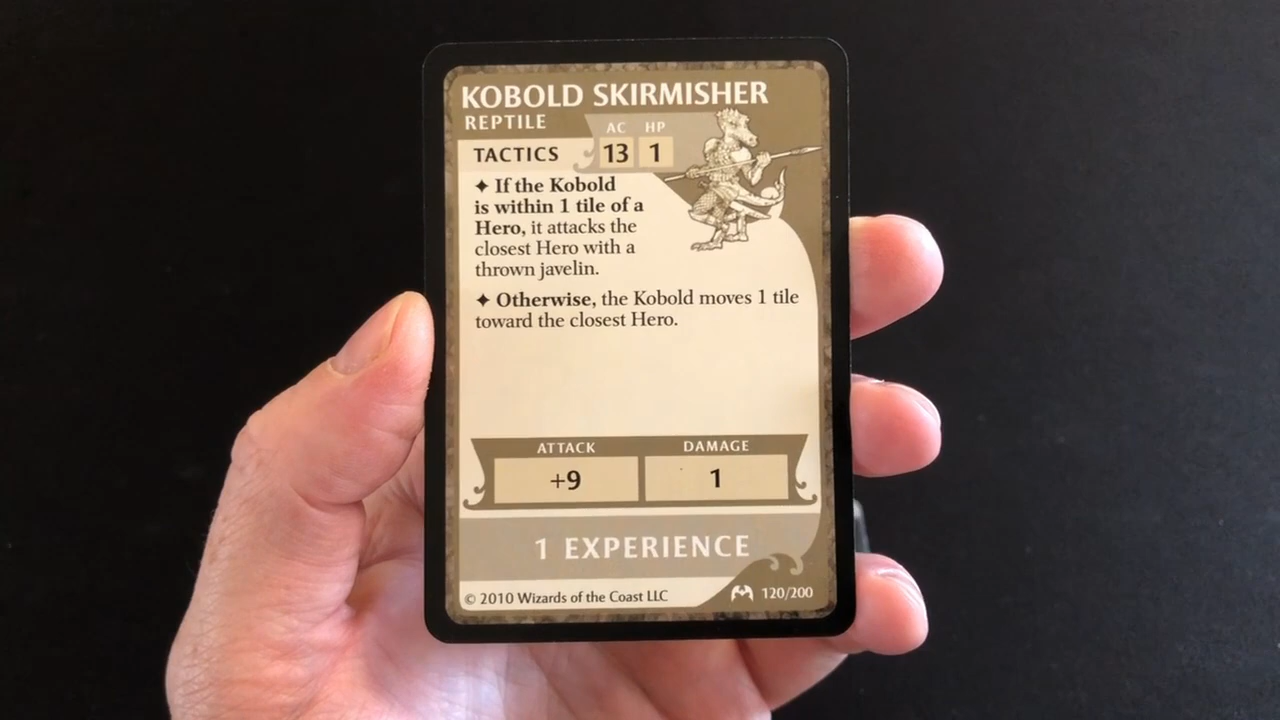 KOBOLD SKIRMISHER
REPTILE
AC HP
TACTICS 13 1
✦ If the Kobold
is within 1 tile of a
Hero, it attacks the
closest Hero with a
thrown javelin.
✦ Otherwise, the Kobold moves 1 tile
toward the closest Hero.
ATTACK DAMAGE
+9 1
1 EXPERIENCE
© 2010 Wizards of the Coast LLC 120/200